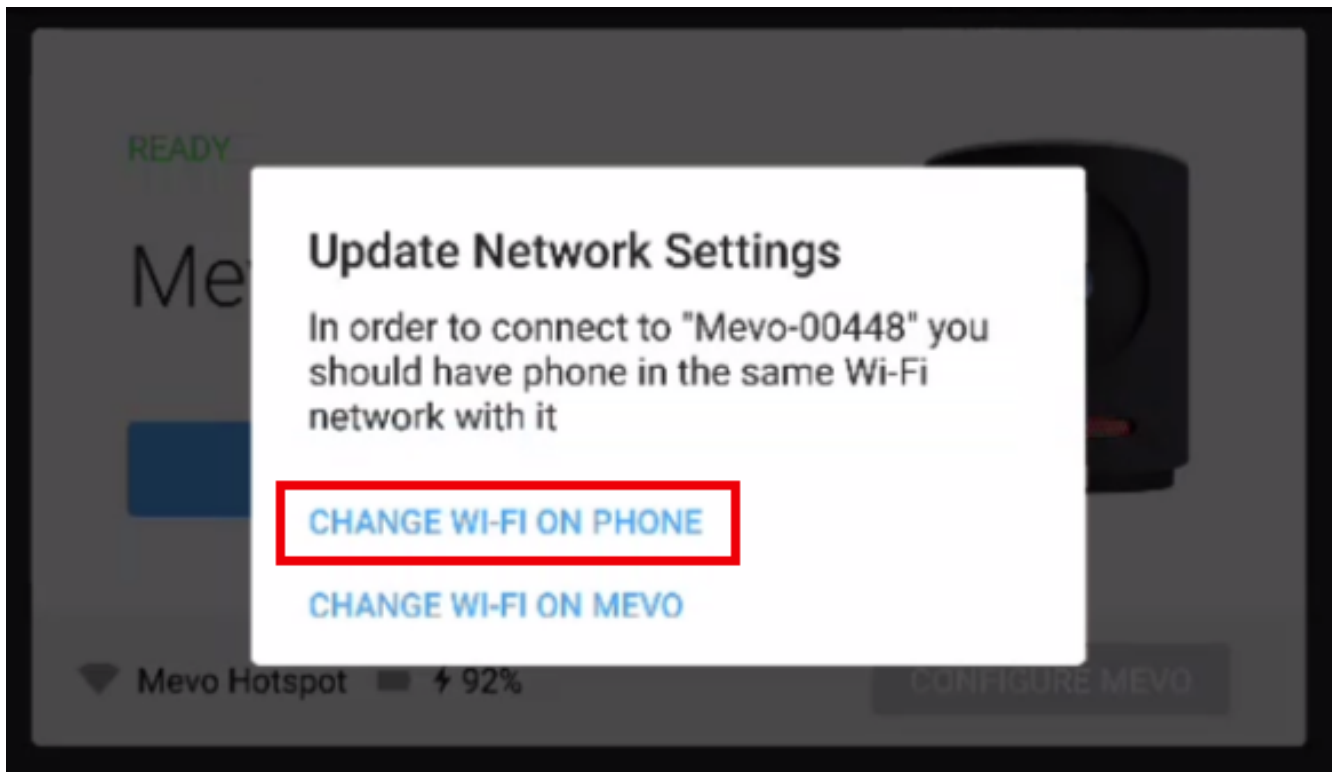 READY
Me
Update Network Settings
In order to connect to "Mevo-00448" you
should have phone in the same Wi-Fi
network with it
CHANGE WI-FI ON PHONE
CHANGE WI-FI ON MEVO
Mevo Hotspot 92%
CONFIGURE MEVO